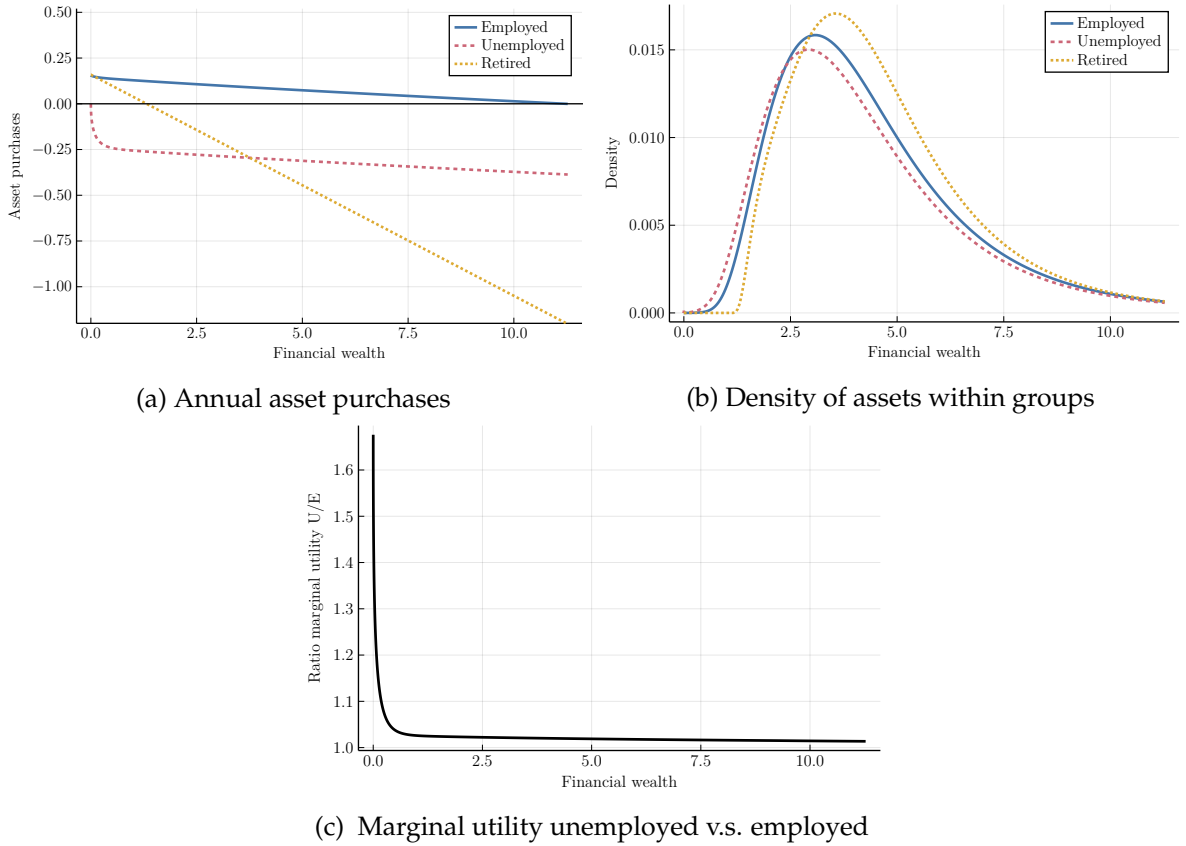 0.50
0.25
0.00
−0.25
−0.50
−0.75
−1.00
Asset purchases
Employed
Unemployed
Retired
0.0 2.5 5.0 7.5 10.0
Financial wealth
(a) Annual asset purchases
0.015
0.010
0.005
0.000
Density
Employed
Unemployed
Retired
0.0 2.5 5.0 7.5 10.0
Financial wealth
(b) Density of assets within groups
1.6
1.5
1.4
1.3
1.2
1.1
1.0
Ratio marginal utility U/E
0.0 2.5 5.0 7.5 10.0
Financial wealth
(c) Marginal utility unemployed v.s. employed